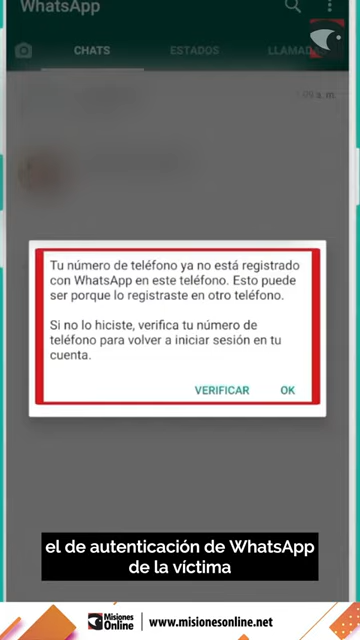 WhatsApp
CHATS
ESTADOS
LLAMADAS
a. m.
Tu número de teléfono ya no está registrado
con WhatsApp en este teléfono. Esto puede
ser porque lo registraste en otro teléfono.
Si no lo hiciste, verifica tu número de
teléfono para volver a iniciar sesión en tu
cuenta.
VERIFICAR
OK
el de autenticación de WhatsApp
de la víctima
Misiones
Online
www.misionesonline.net